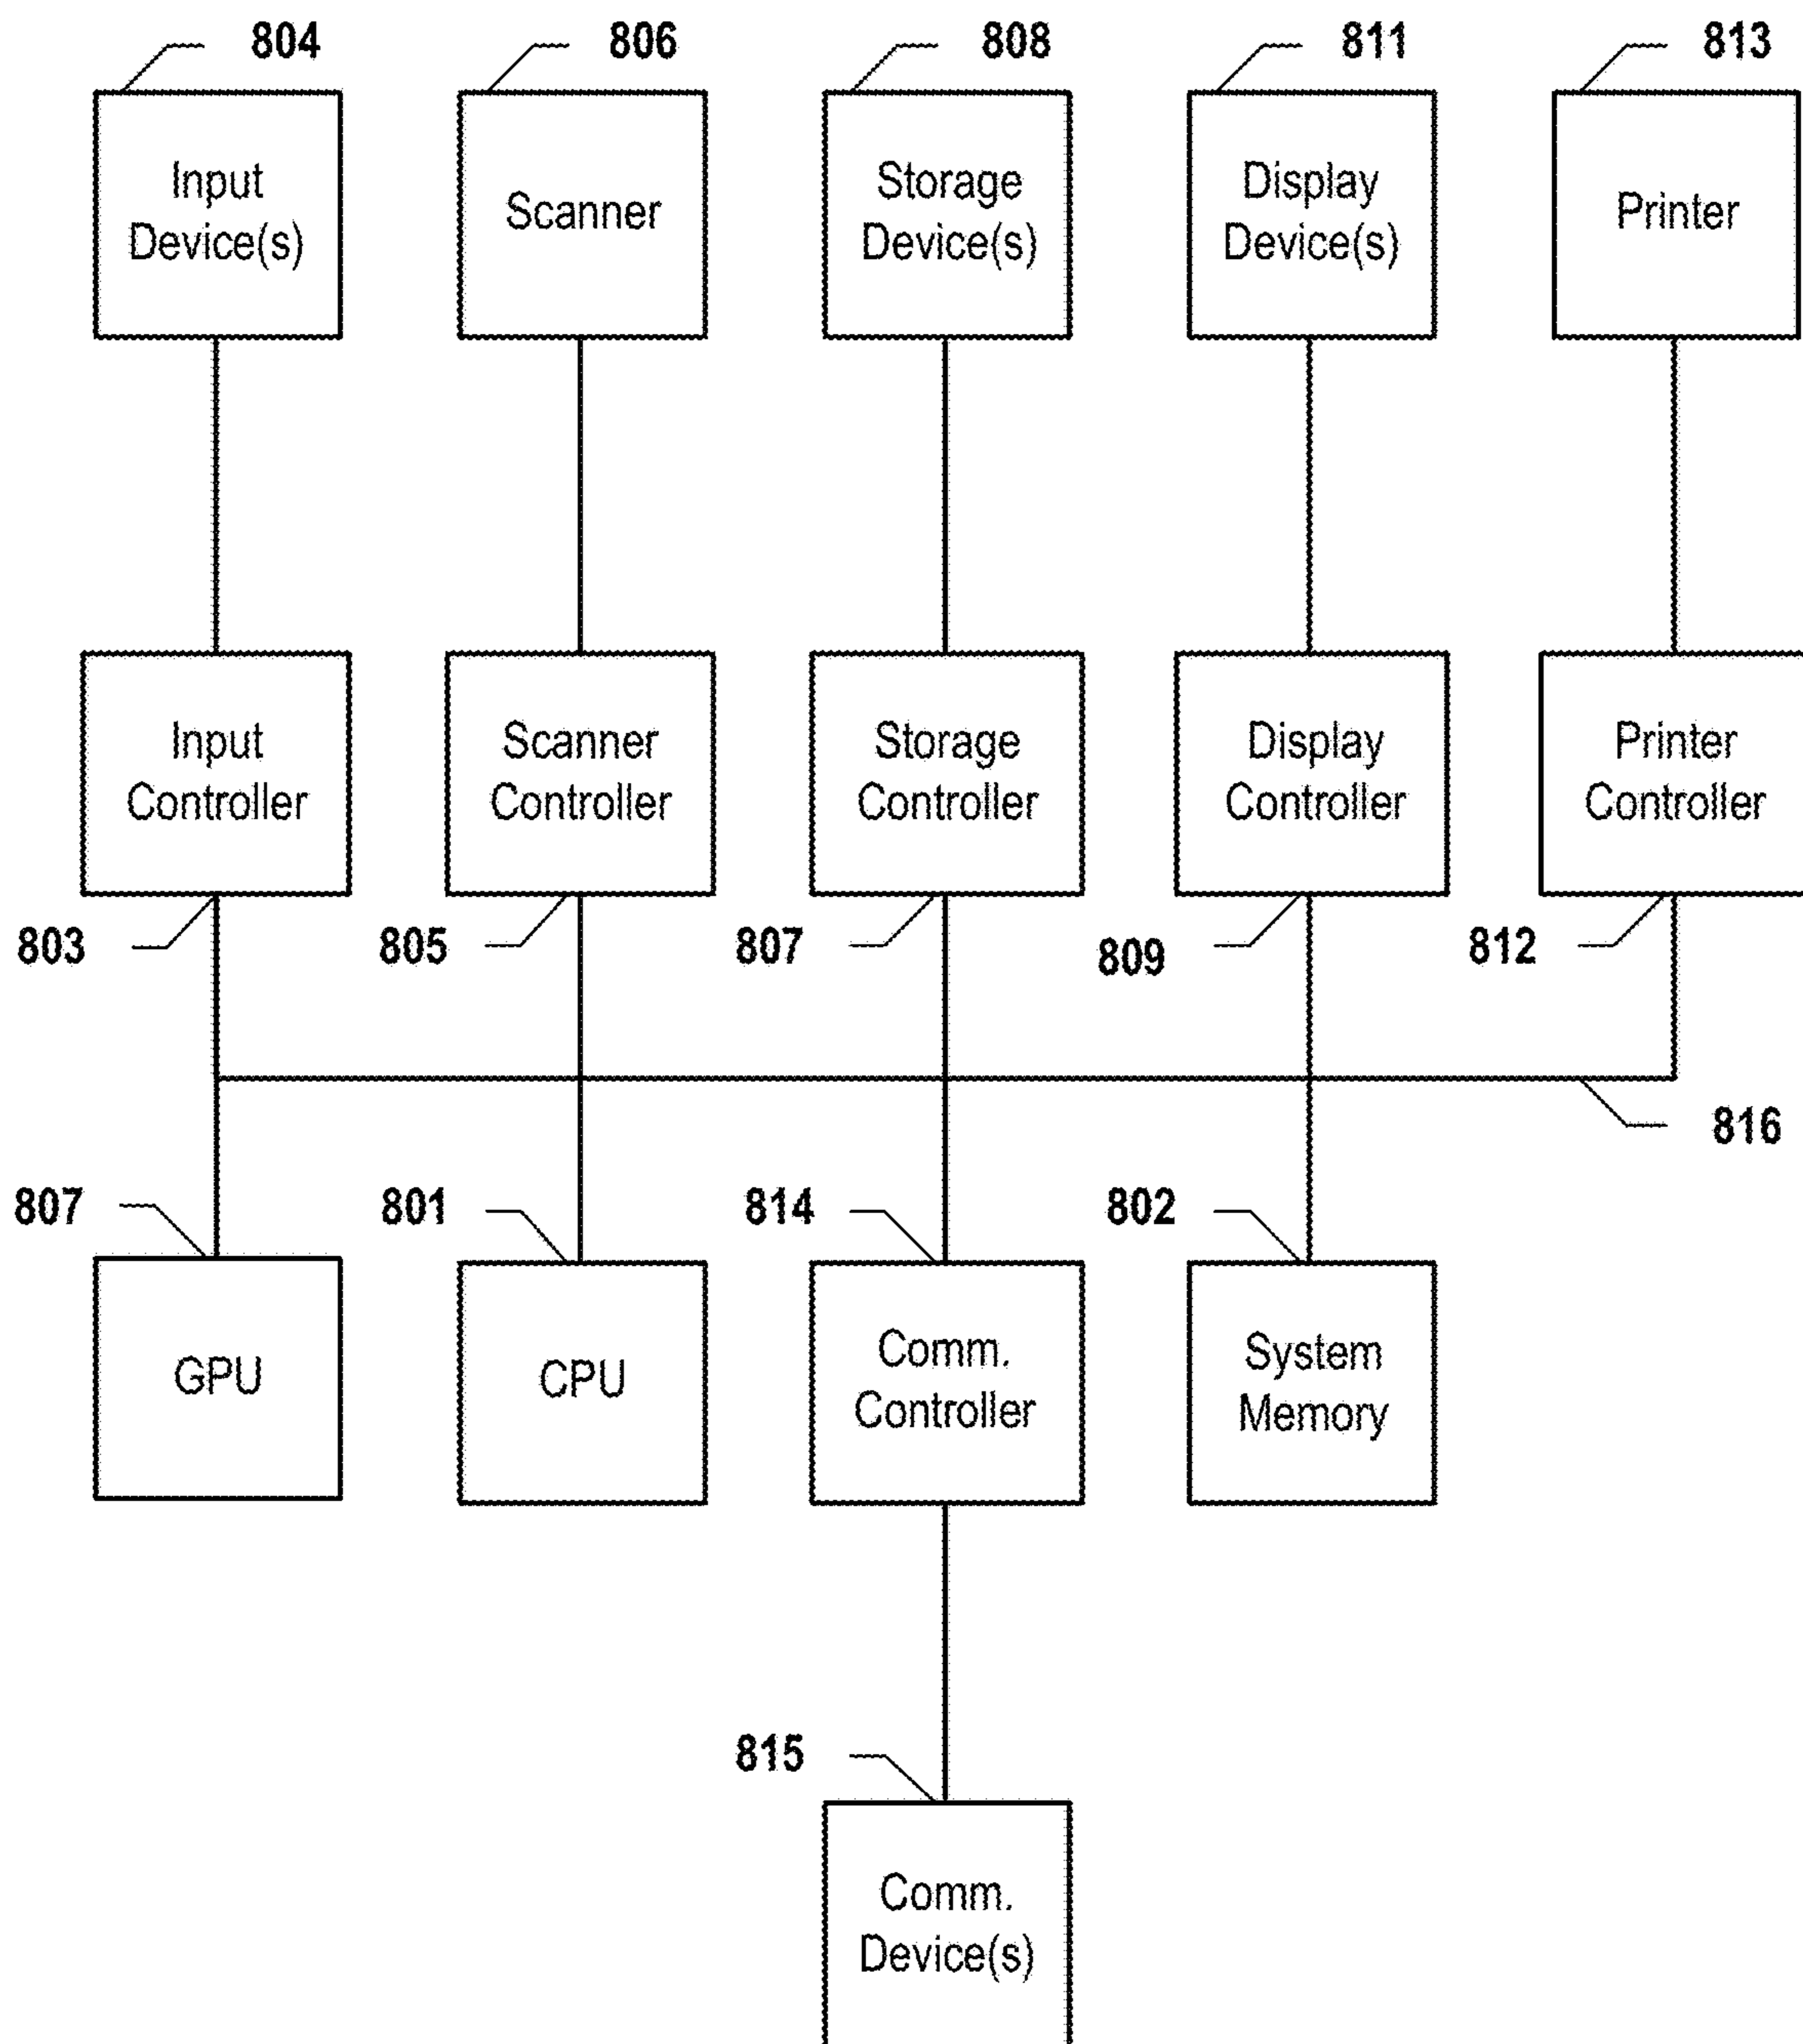 804
806
808
811
813
Input
Device(s)
Scanner
Storage
Device(s)
Display
Device(s)
Printer
Input
Controller
Scanner
Controller
Storage
Controller
Display
Controller
Printer
Controller
803
805
807
809
812
816
807
801
814
802
GPU
CPU
Comm.
Controller
System
Memory
815
Comm.
Device(s)